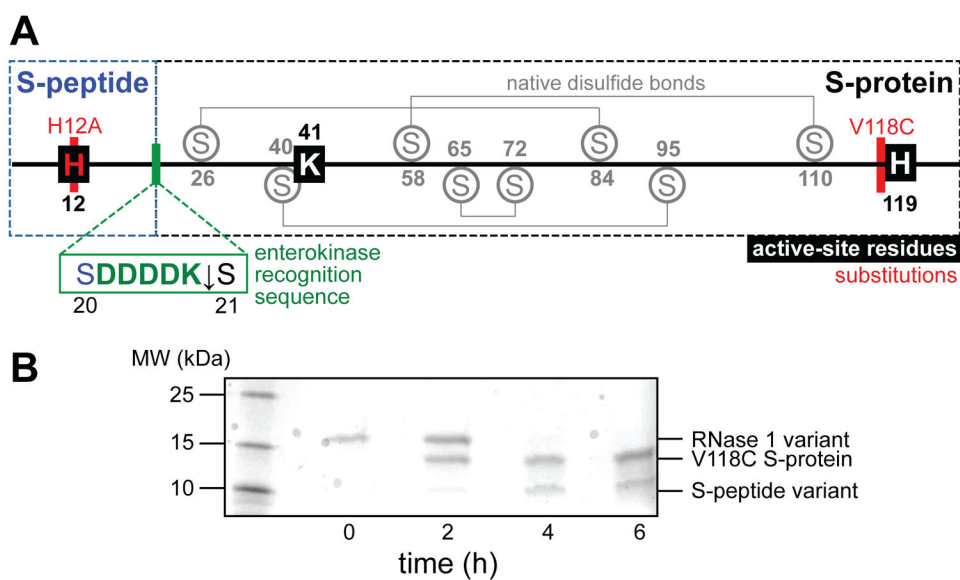 A
S-peptide
native disulfide bonds
S-protein
H12A
V118C
S
S
S
S
41
40
65
72
95
H
K
H
26
58
84
110
S
S
S
S
12
119
SDDDDK↓S
20
21
enterokinase
recognition
sequence
active-site residues
substitutions
B
MW (kDa)
25
15
10
RNase 1 variant
V118C S-protein
S-peptide variant
0
2
4
6
time (h)